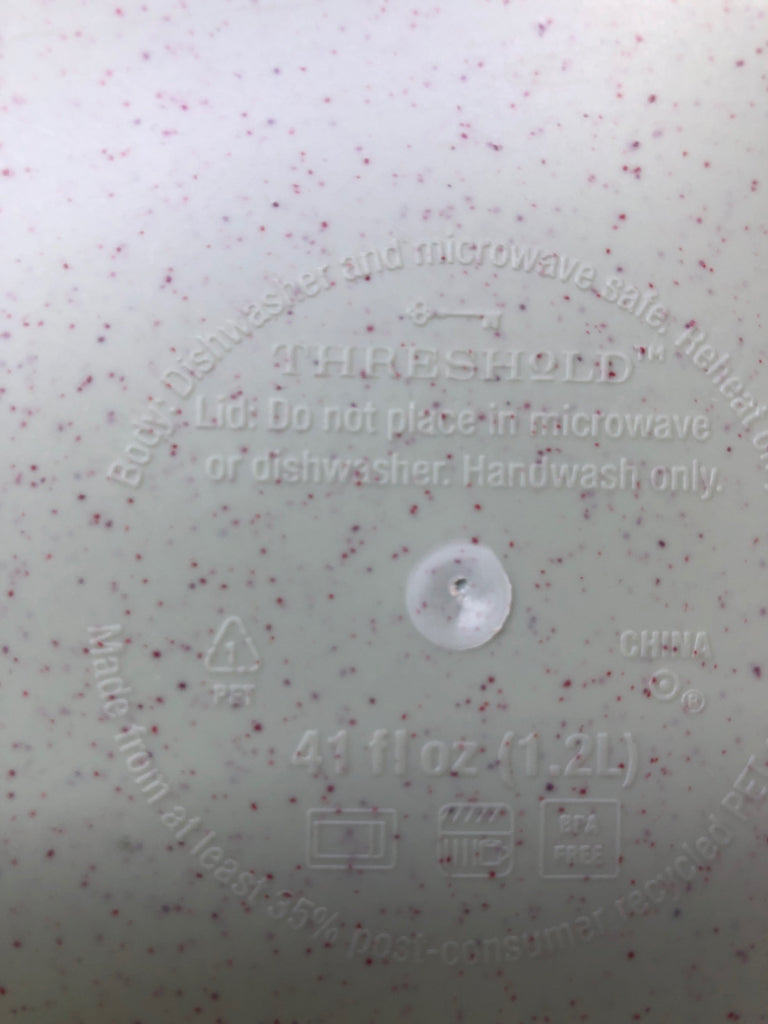 Body: Dishwasher and microwave safe. Reheat
THRESHOLD™
Lid: Do not place in microwave
or dishwasher. Handwash only.
1
PET
CHINA
®
41 fl oz (1.2L)
BPA
FREE
Made from at least 35% post-consumer recycled PET